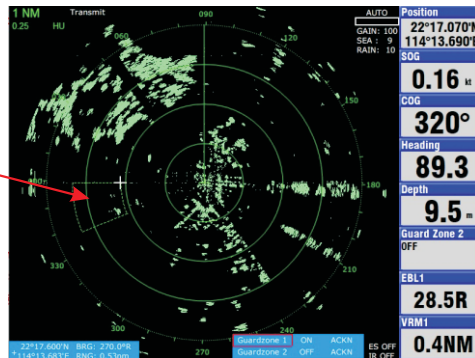 1 NM
Transmit
090
AUTO
0.25
HU
GAIN: 100
SEA : 9
RAIN: 10
150
180
210
330
270
22°17.600'N BRG: 270.0°R
114°13.683'E RNG: 0.53nm
Guardzone 1 ON ACKN
Guardzone 2 OFF ACKN
ES OFF
IR OFF
Position
22°17.070'N
114°13.690'E
SOG
0.16 kt
COG
320°
Heading
89.3
Depth
9.5 m
Guard Zone 2
OFF
EBL1
28.5R
VRM1
0.4NM